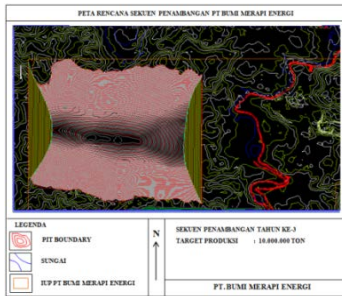 PETA RENCANA SEKUEN PENAMBANGAN PT BUMI MERAPI ENERGI
LEGENDA
PIT BOUNDARY
SUNGAI
IUP PT BUMI MERAPI ENERGI
N
SEKUEN PENAMBANGAN TAHUN KE-3
TARGET PRODUKSI : 10.000.000 TON
PT. BUMI MERAPI ENERGI